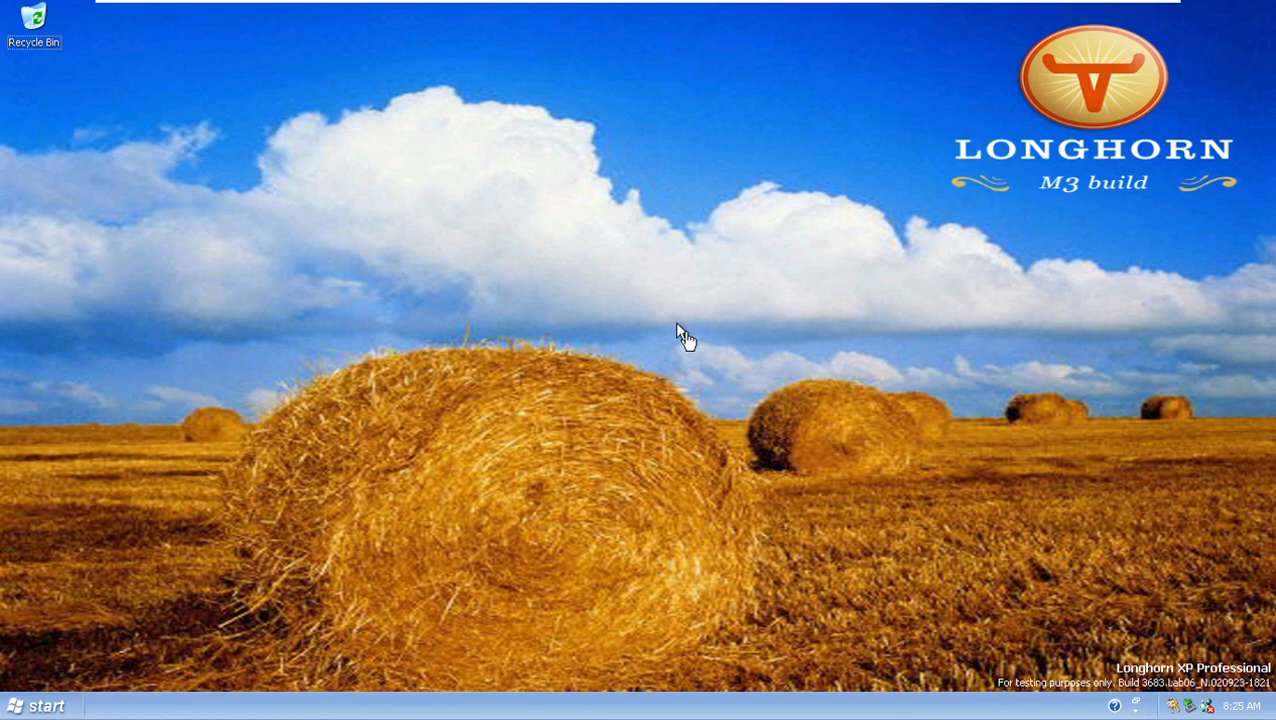 Recycle Bin
LONGHORN
M3 build
Longhorn XP Professional
For testing purposes only. Build 3683.Lab06_N.020923-1821
start
8:25 AM